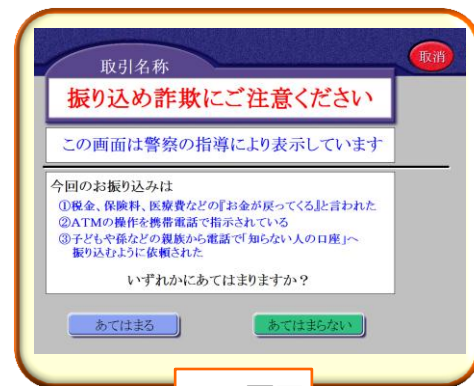 取引名称
取消
振り込め詐欺にご注意ください
この画面は警察の指導により表示しています
今回のお振り込みは
①税金、保険料、医療費などの『お金が戻ってくる』と言われた
②ATMの操作を携帯電話で指示されている
③子どもや孫などの親族から電話で「知らない人の口座」へ
振り込むように依頼された
いずれかにあてはまりますか？
あてはまる
あてはまらない